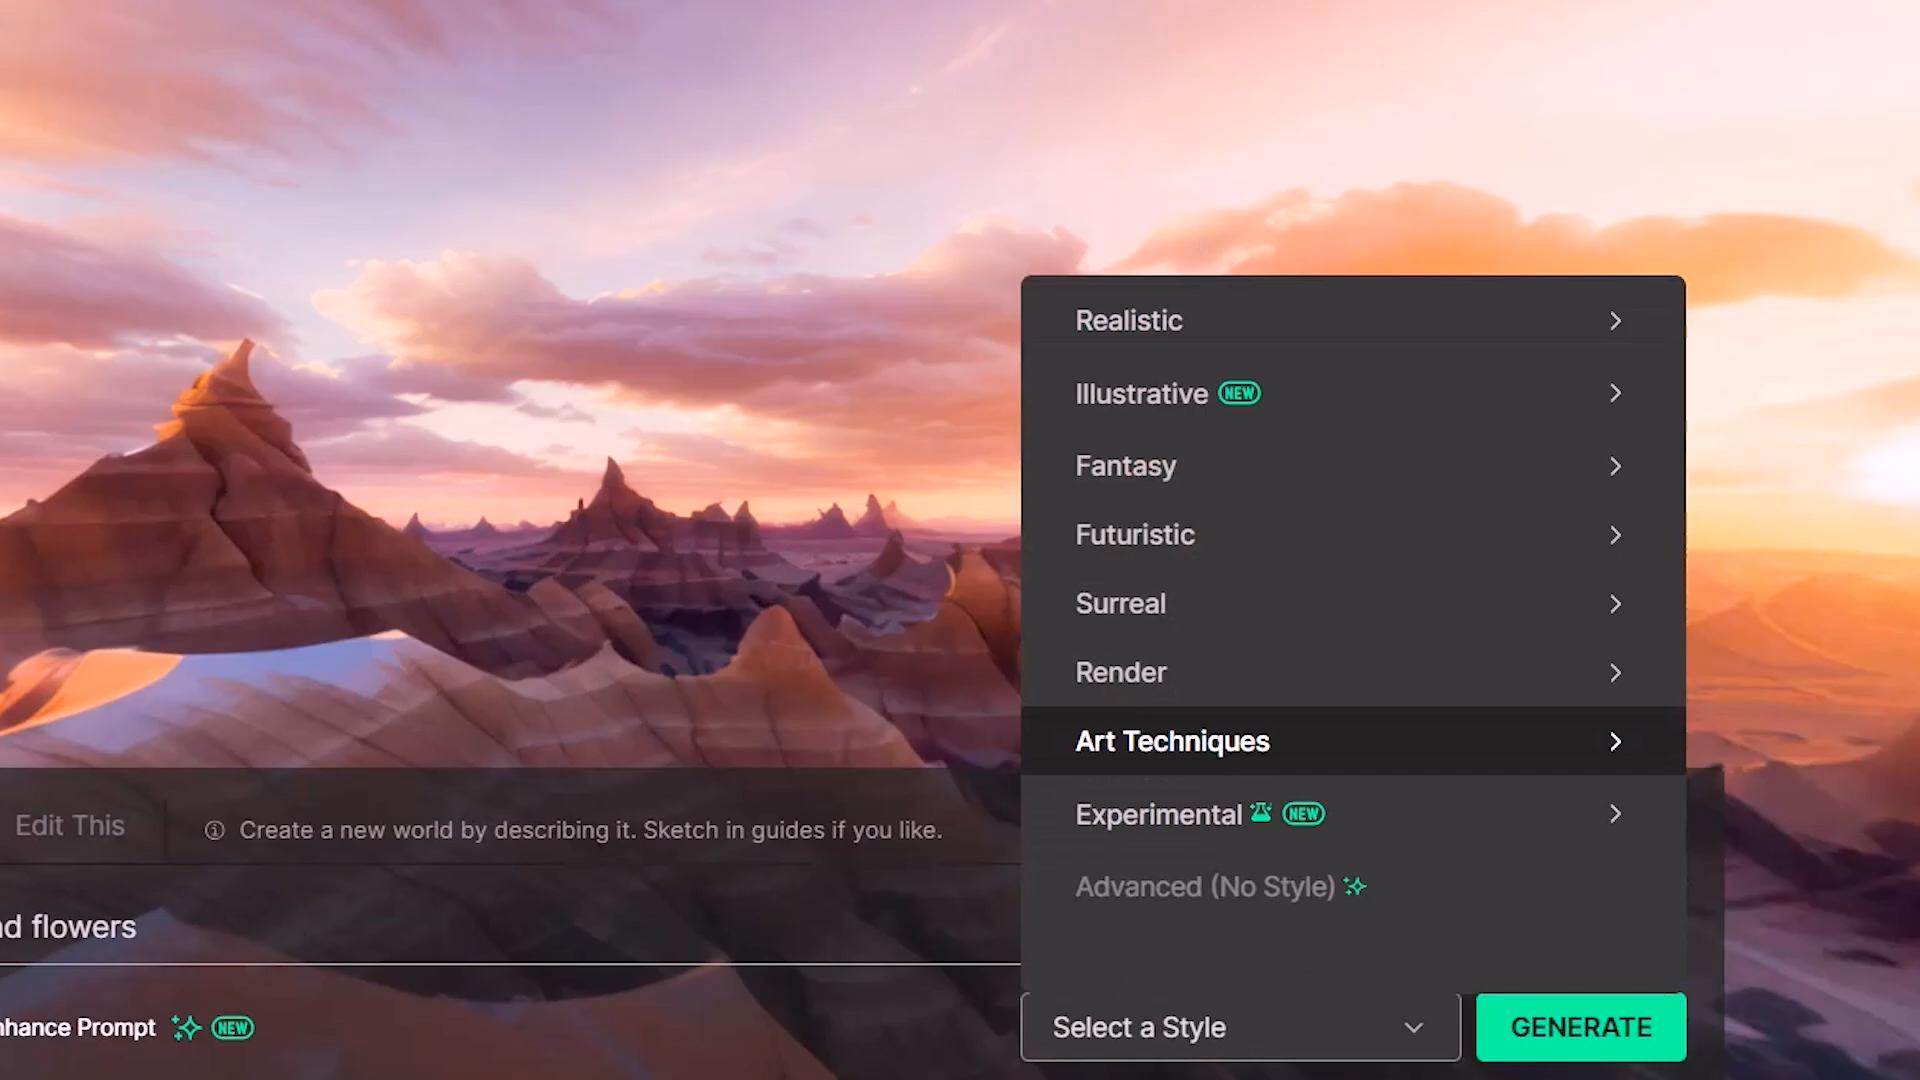 Realistic
Illustrative NEW
Fantasy
Futuristic
Surreal
Render
Art Techniques
Experimental NEW
Advanced (No Style)
Edit This
Create a new world by describing it. Sketch in guides if you like.
flowers
Prompt NEW
Select a Style
GENERATE